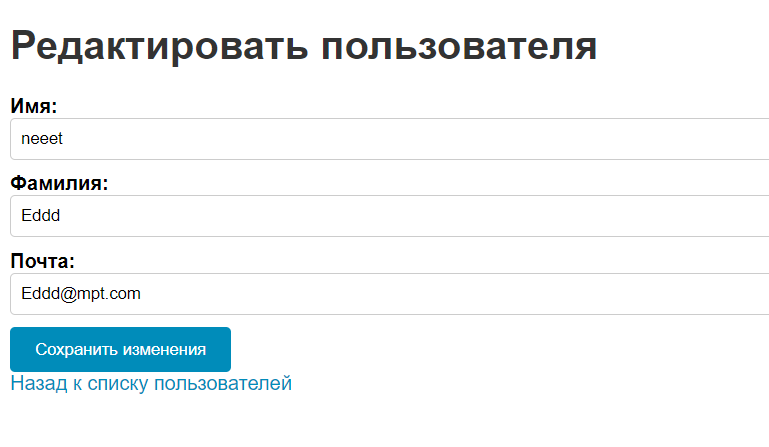 Редактировать пользователя
Имя:
neeet
Фамилия:
Eddd
Почта:
Eddd@mpt.com
Сохранить изменения
Назад к списку пользователей